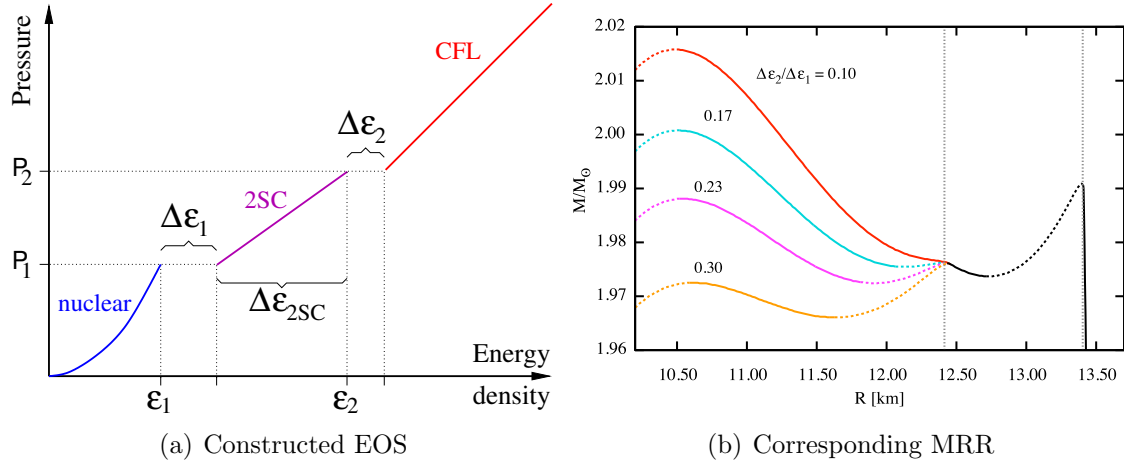 Pressure
P₂
P₁
CFL
Δε₂
2SC
Δε₁
nuclear
Δε₂SC
Energy
density
ε₁
ε₂
(a) Constructed EOS
M/M⊙
2.02
2.01
2.00
1.99
1.98
1.97
1.96
Δε₂/Δε₁ = 0.10
0.17
0.23
0.30
10.50 11.00 11.50 12.00 12.50 13.00 13.50
R [km]
(b) Corresponding MRR